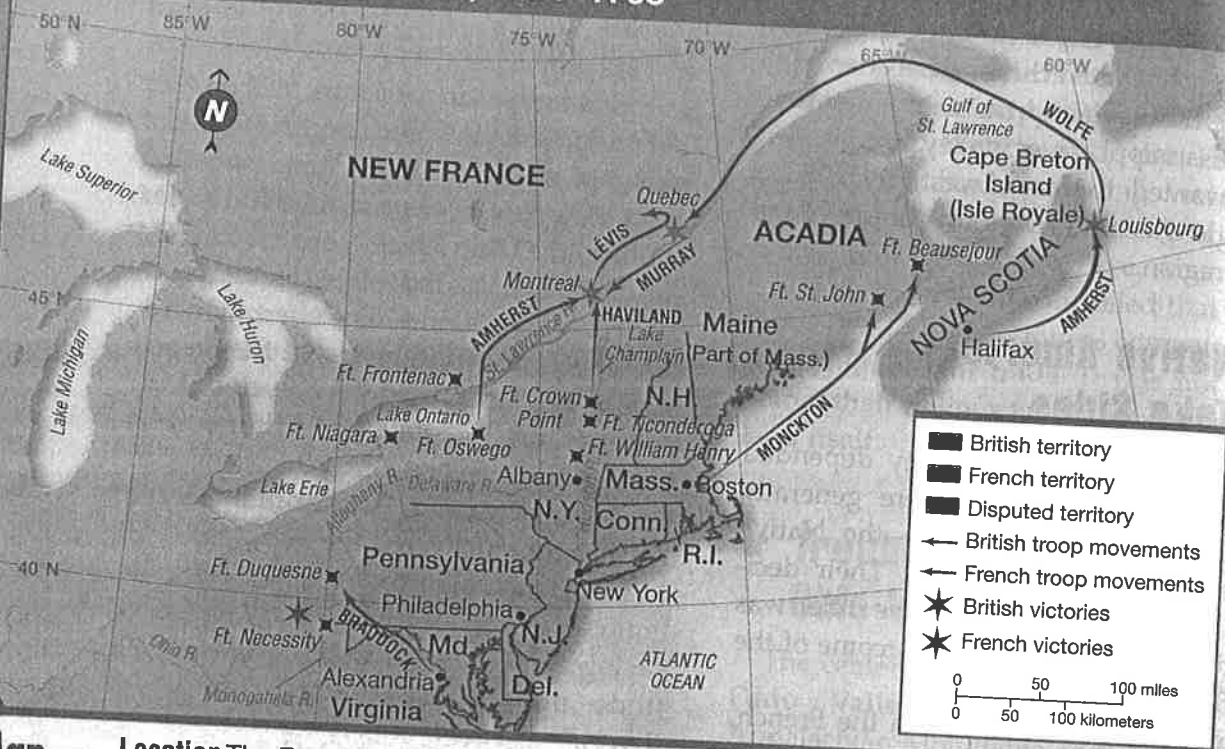 50 N
85°W
80°W
75°W
70°W
65°W
60°W
N
Gulf of
St. Lawrence
WOLFE
Lake Superior
NEW FRANCE
Cape Breton
Island
(Isle Royale)
Quebec
Louisbourg
LÉVIS
ACADIA
MURRAY
Ft. Beausejour
Montreal
Ft. St. John
NOVA SCOTIA
AMHERST
45 N
Lake Huron
AMHERST
St. Lawrence R.
HAVILAND
Lake
Champlain
Maine
(Part of Mass.)
Halifax
Lake Michigan
Ft. Frontenac
Ft. Crown
Point
N.H.
Lake Ontario
Ft. Ticonderoga
MONCKTON
Ft. Niagara
Ft. Oswego
Ft. William Henry
Albany
Mass.
Boston
Lake Erie
Alleghany R.
Delaware R.
N.Y.
Conn.
R.I.
40 N
Ft. Duquesne
Pennsylvania
New York
Philadelphia
N.J.
Ft. Necessity
BRADDOCK
Md.
Ohio R.
Alexandria
Del.
Monogahela R.
Virginia
ATLANTIC
OCEAN
British territory
French territory
Disputed territory
British troop movements
French troop movements
British victories
French victories
0 50 100 miles
0 50 100 kilometers
Location The